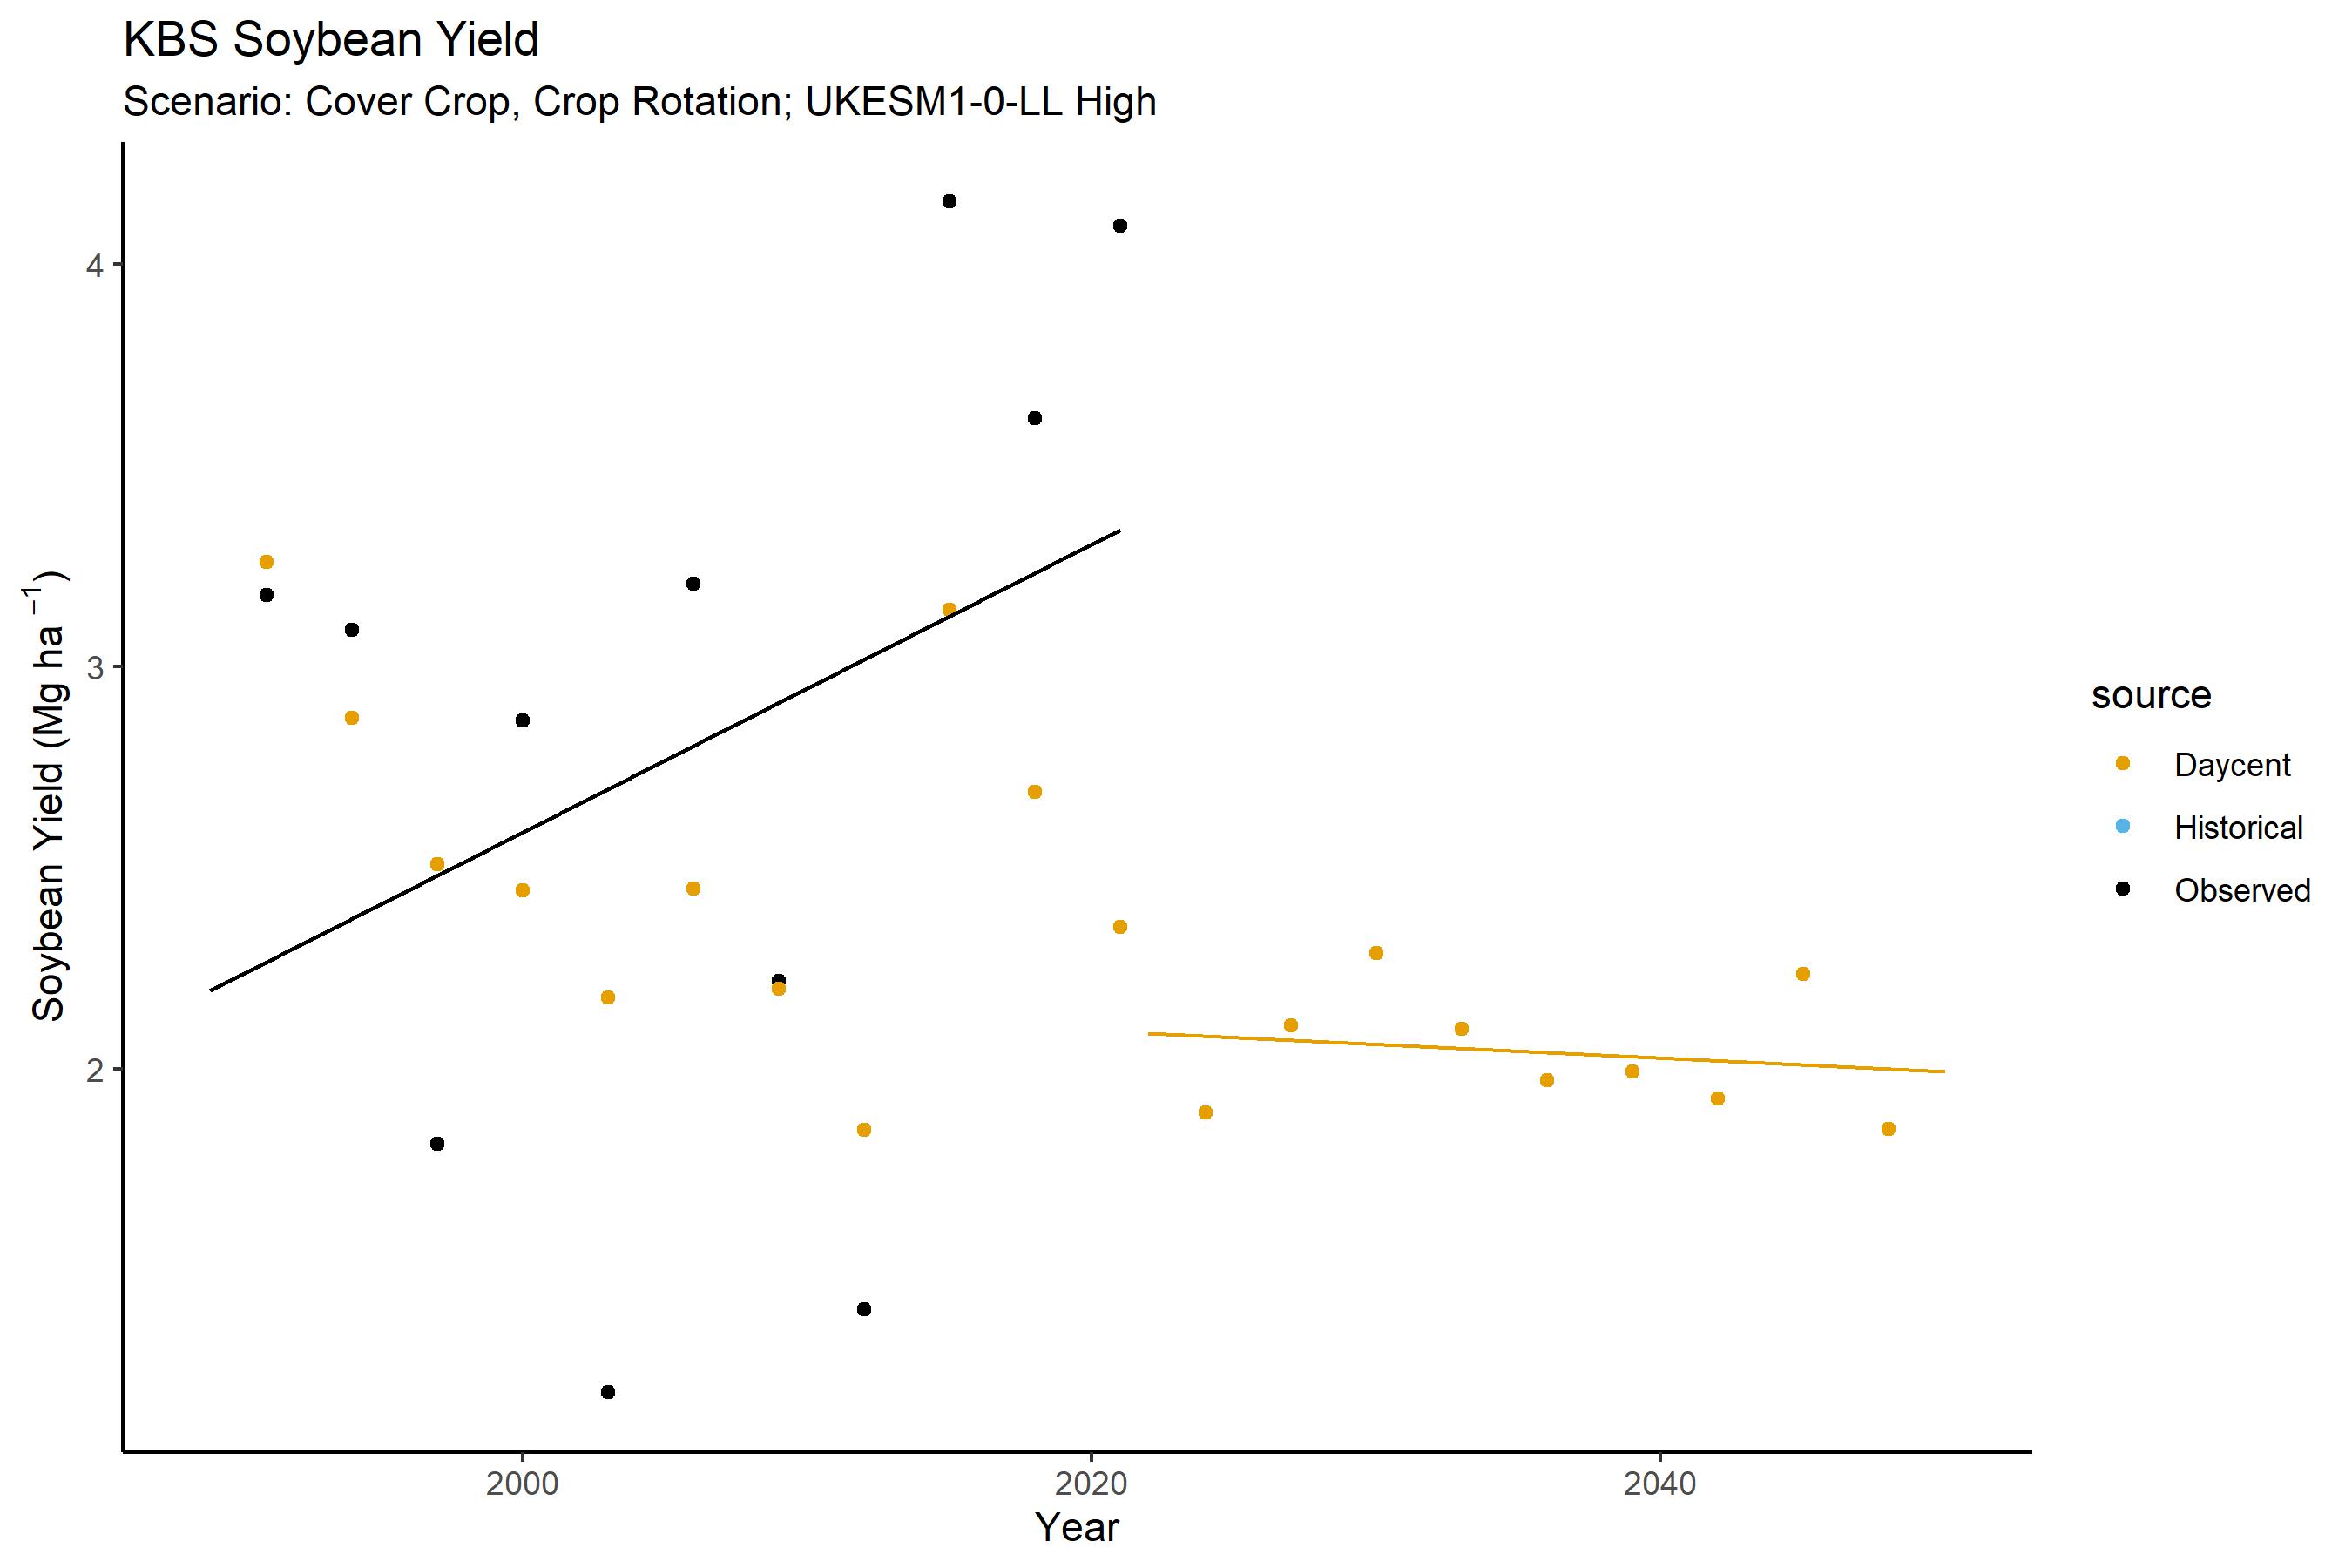 KBS Soybean Yield
Scenario: Cover Crop, Crop Rotation; UKESM1-0-LL High
Soybean Yield (Mg ha −1)
4
3
2
2000
2020
2040
Year
source
Daycent
Historical
Observed